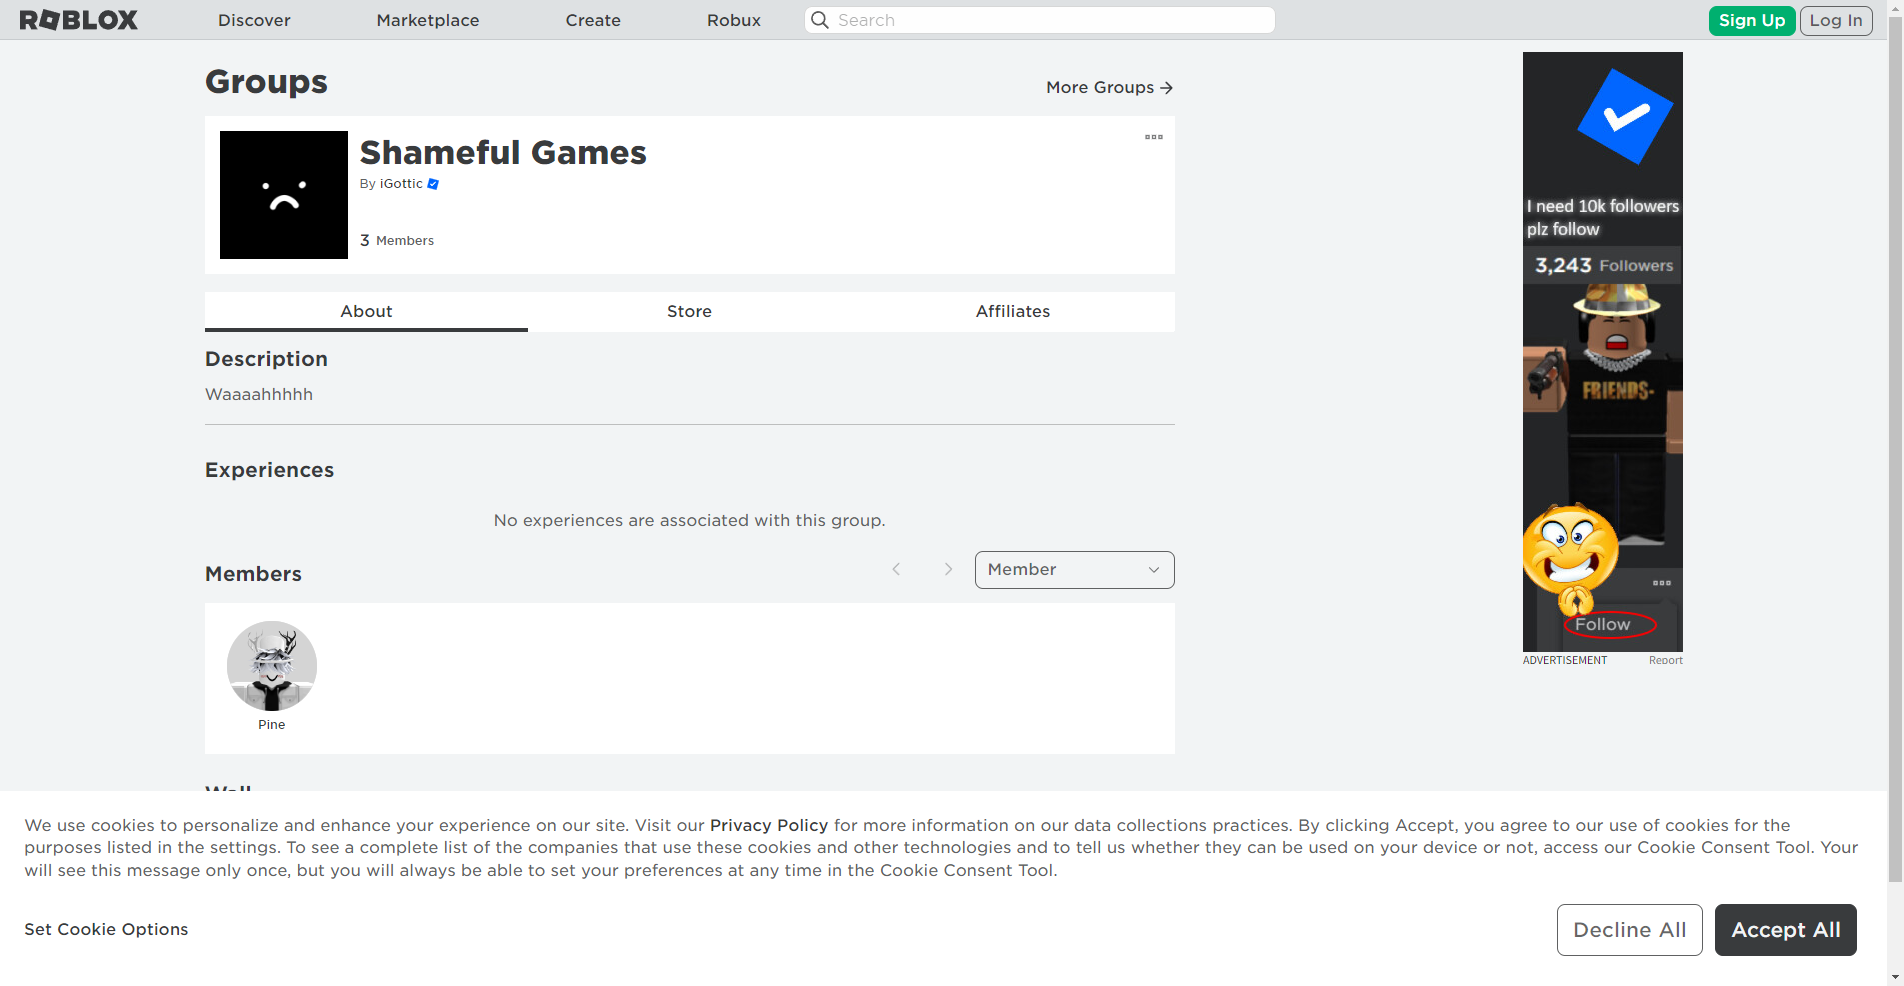 ROBLOX
Discover
Marketplace
Create
Robux
Search
Sign Up
Log In
Groups
More Groups
Shameful Games
By iGottic
3 Members
About
Store
Affiliates
Description
Waaaahhhhh
Experiences
No experiences are associated with this group.
Members
Member
Pine
I need 10k followers
plz follow
3,243 Followers
FRIENDS-
Follow
ADVERTISEMENT
Report
Wall
We use cookies to personalize and enhance your experience on our site. Visit our Privacy Policy for more information on our data collections practices. By clicking Accept, you agree to our use of cookies for the
purposes listed in the settings. To see a complete list of the companies that use these cookies and other technologies and to tell us whether they can be used on your device or not, access our Cookie Consent Tool. Your
will see this message only once, but you will always be able to set your preferences at any time in the Cookie Consent Tool.
Set Cookie Options
Decline All
Accept All